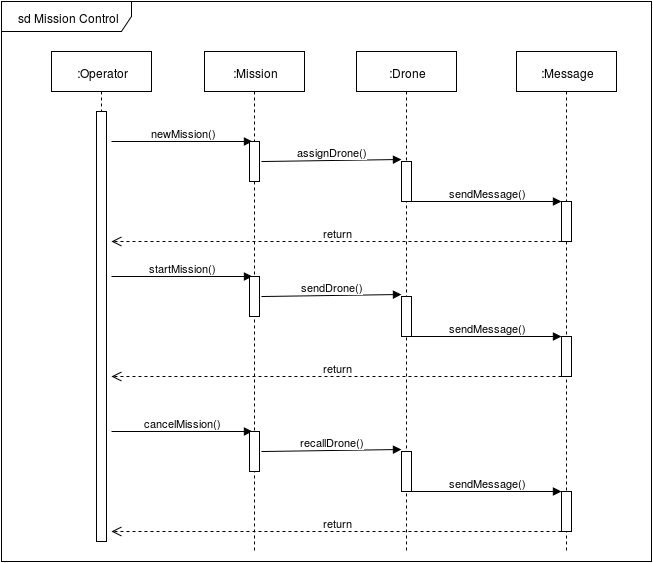 sd Mission Control
:Operator
:Mission
:Drone
:Message
newMission()
assignDrone()
sendMessage()
return
startMission()
sendDrone()
sendMessage()
return
cancelMission()
recallDrone()
sendMessage()
return